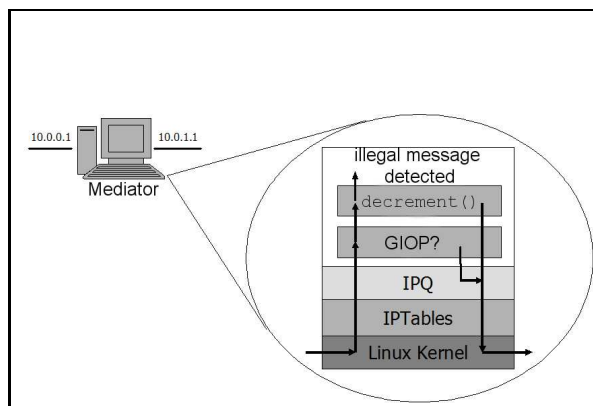 10.0.0.1
10.0.1.1
Mediator
illegal message
detected
decrement()
GIOP?
IPQ
IPTables
Linux Kernel